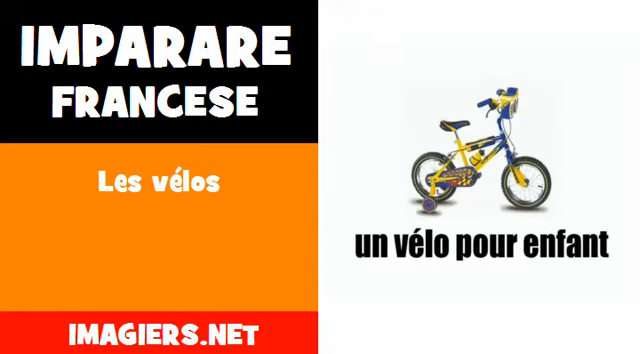 IMPARARE
FRANCESE
Les vélos
IMAGIERS.NET
un vélo pour enfant